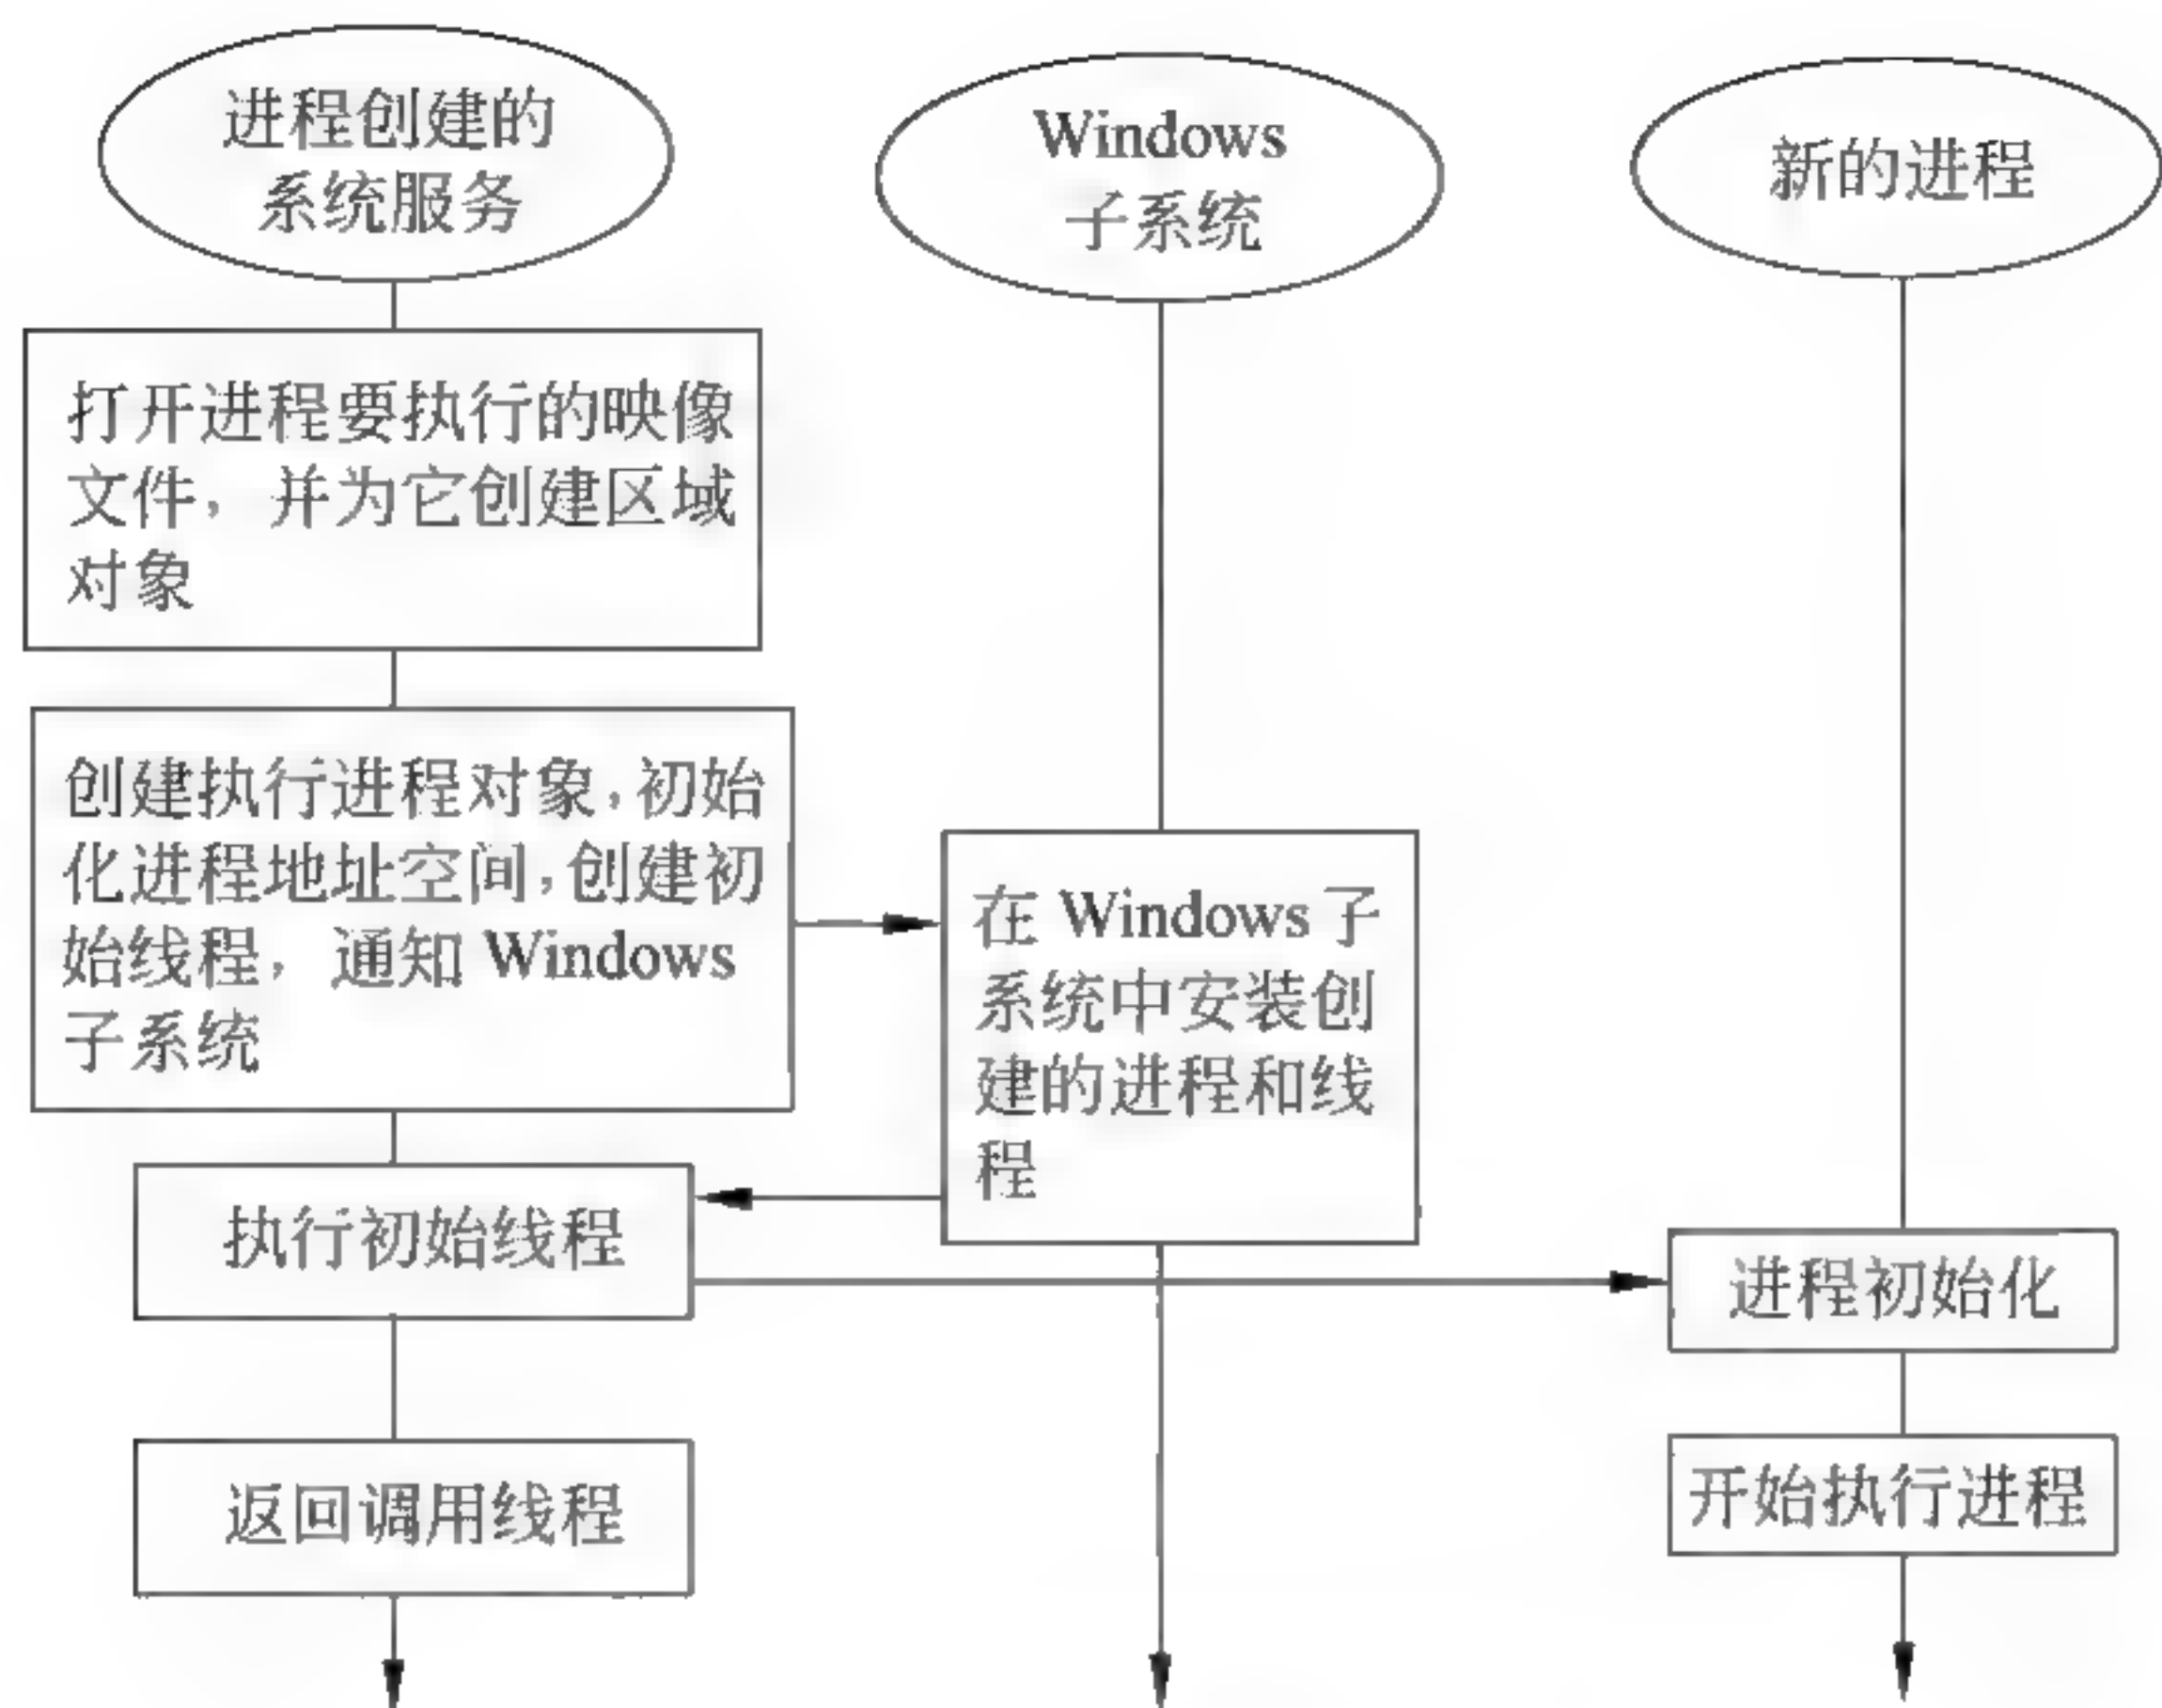 进程创建的
系统服务
Windows
子系统
新的进程
打开进程要执行的映像
文件，并为它创建区域
对象
创建执行进程对象,初始
化进程地址空间,创建初
始线程，通知 Windows
子系统
在 Windows 子
系统中安装创
建的进程和线
程
执行初始线程
进程初始化
返回调用线程
开始执行进程